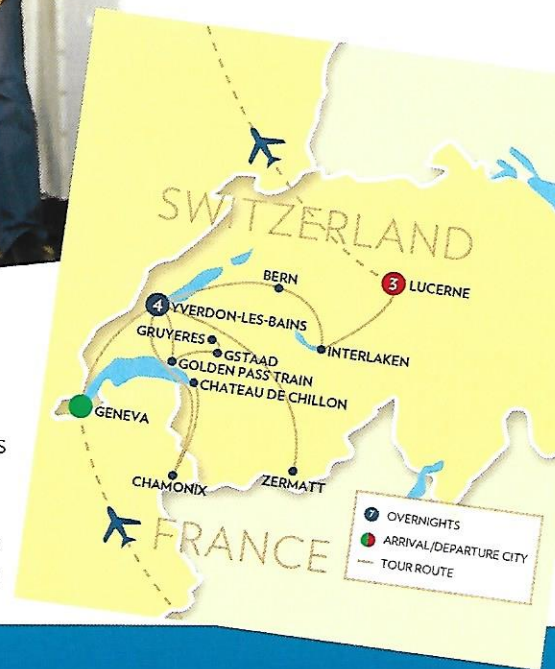 SWITZERLAND
BERN
3 LUCERNE
4 YVERDON-LES-BAINS
GRUYERES
GSTAAD
INTERLAKEN
GOLDEN PASS TRAIN
CHATEAU DE CHILLON
GENEVA
CHAMONIX
ZERMATT
FRANCE
7 OVERNIGHTS
ARRIVAL/DEPARTURE CITY
TOUR ROUTE
S